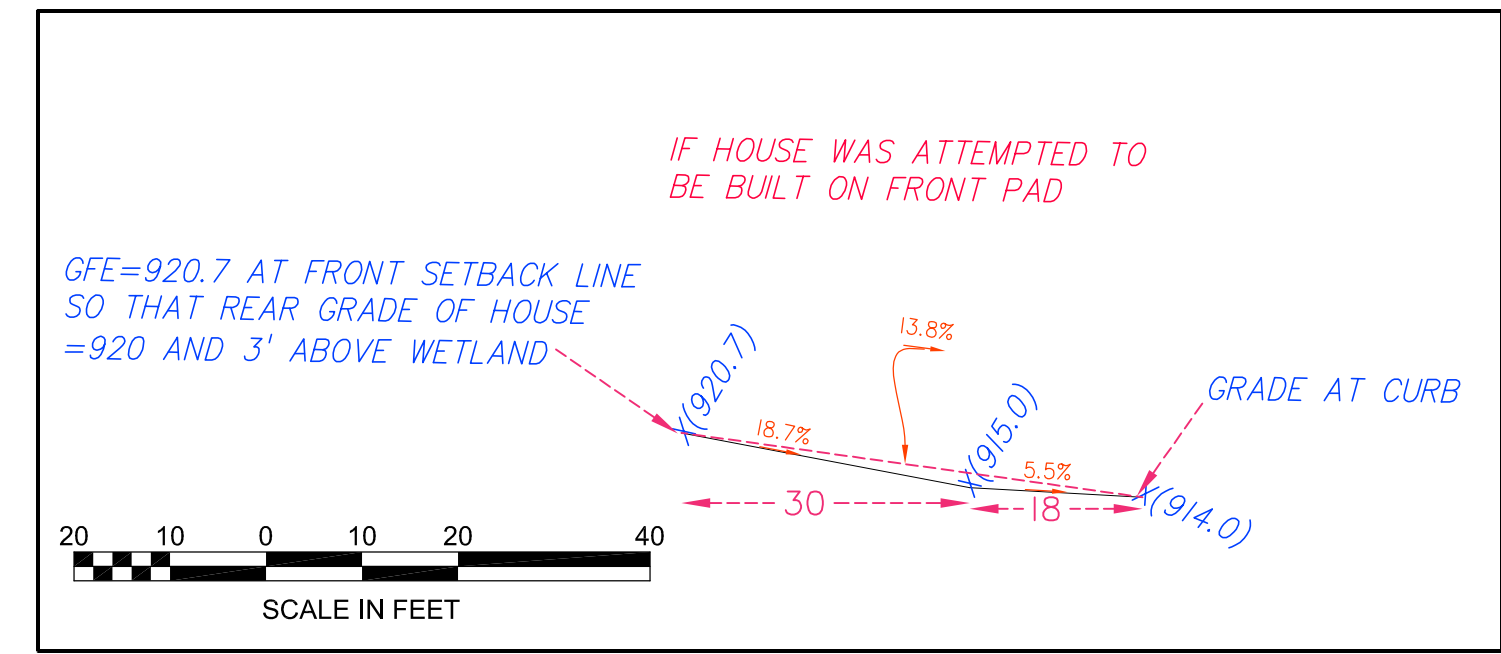 IF HOUSE WAS ATTEMPTED TO
BE BUILT ON FRONT PAD
GFE=920.7 AT FRONT SETBACK LINE
SO THAT REAR GRADE OF HOUSE
=920 AND 3' ABOVE WETLAND
13.8%
X(920.7)
GRADE AT CURB
18.7%
X(915.0)
5.5%
X(914.0)
30
18
20 10 0 10 20 40
SCALE IN FEET